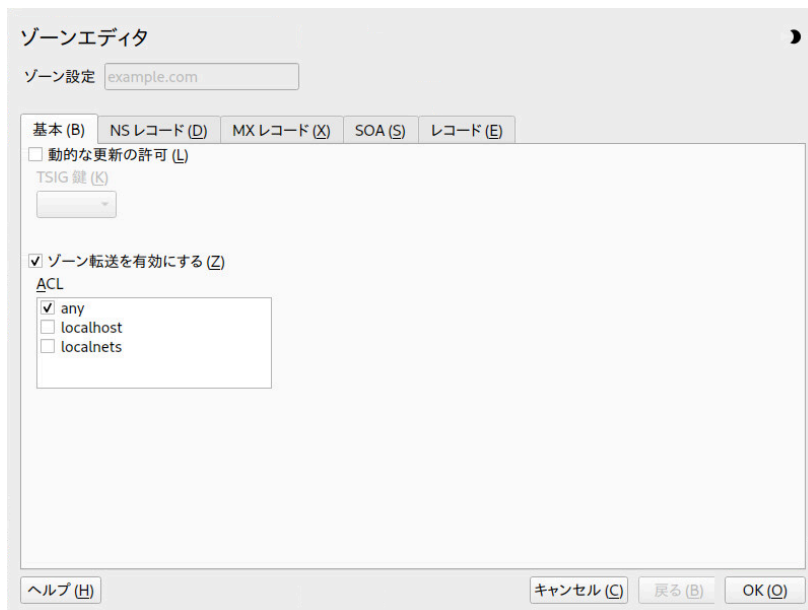 ゾーンエディタ
ゾーン設定 example.com
基本 (B) NS レコード (D) MX レコード (X) SOA (S) レコード (E)
動的な更新の許可 (L)
TSIG 鍵 (K)
ゾーン転送を有効にする (Z)
ACL
any
localhost
localnets
ヘルプ (H) キャンセル (C) 戻る (B) OK (O)